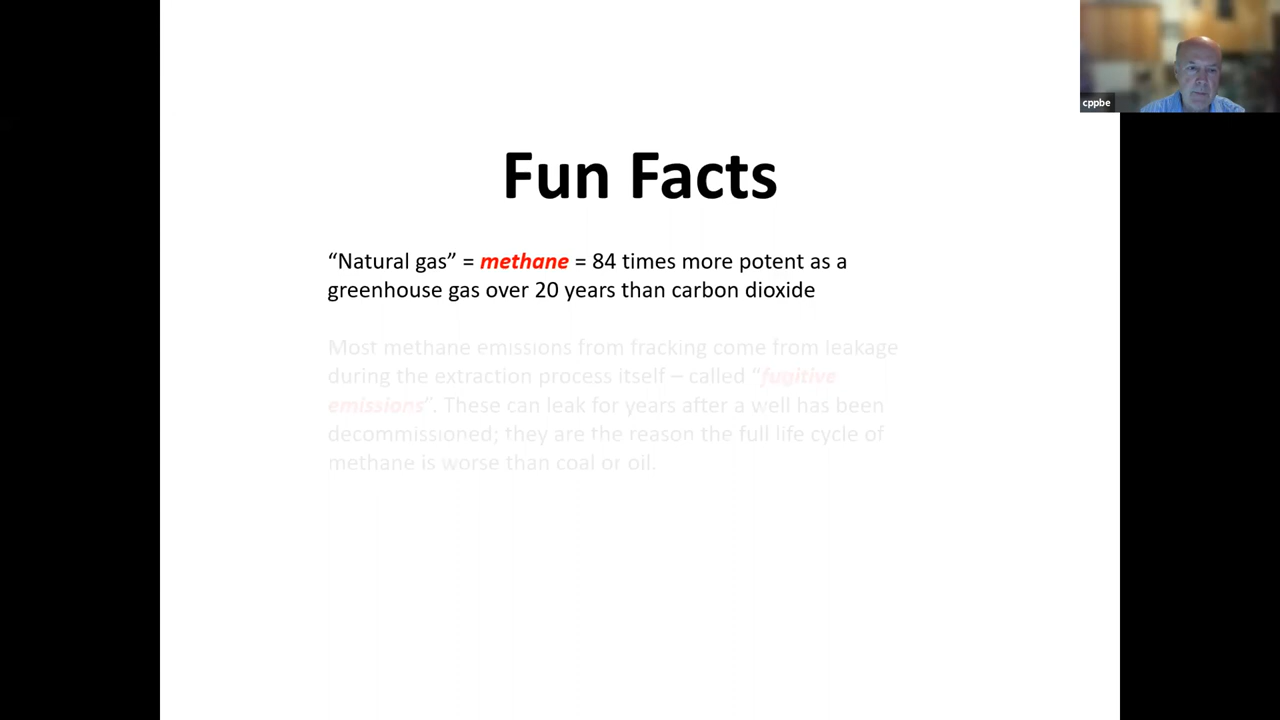 cppbe
Fun Facts
“Natural gas” = methane = 84 times more potent as a
greenhouse gas over 20 years than carbon dioxide
Most methane emissions from fracking come from leakage
during the extraction process itself – called “fugitive
emissions”. These can leak for years after a well has been
decommissioned; they are the reason the full life cycle of
methane is worse than coal or oil.